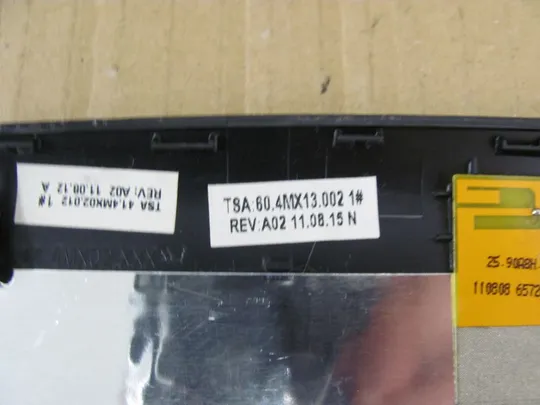 TSA 41.4MX02.012 1#
REV: A02 11.08.12 A
TSA:60.4MX13.002 1#
REV:A02 11.08.15 N
25.90A8H.
110808 6572